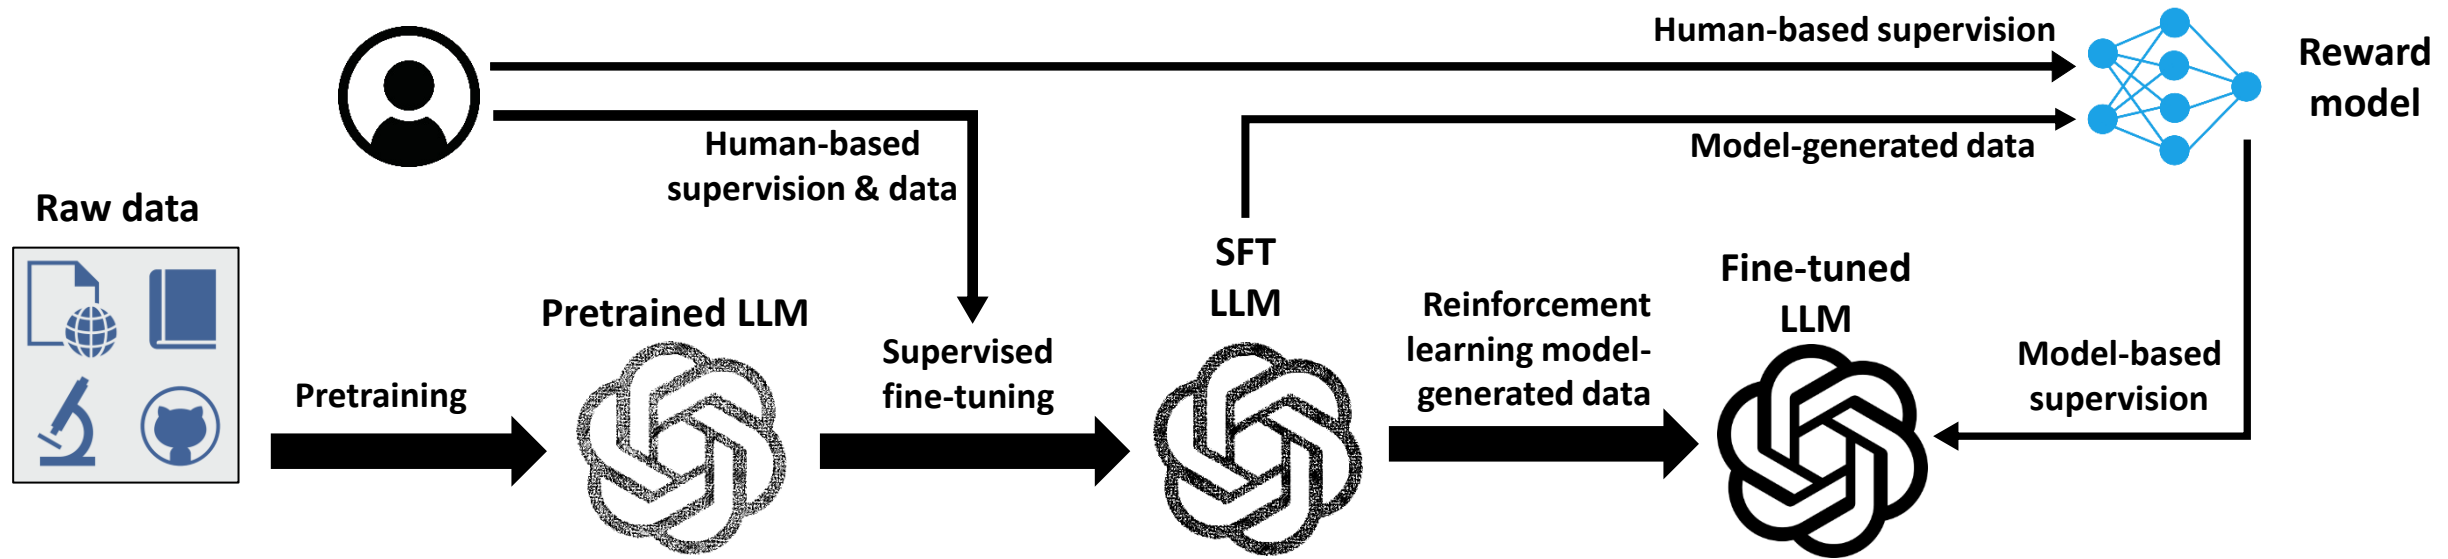 Human-based supervision
Reward
model
Model-generated data
Human-based
supervision & data
Raw data
Pretraining
Pretrained LLM
Supervised
fine-tuning
SFT
LLM
Reinforcement
learning model-
generated data
Fine-tuned
LLM
Model-based
supervision